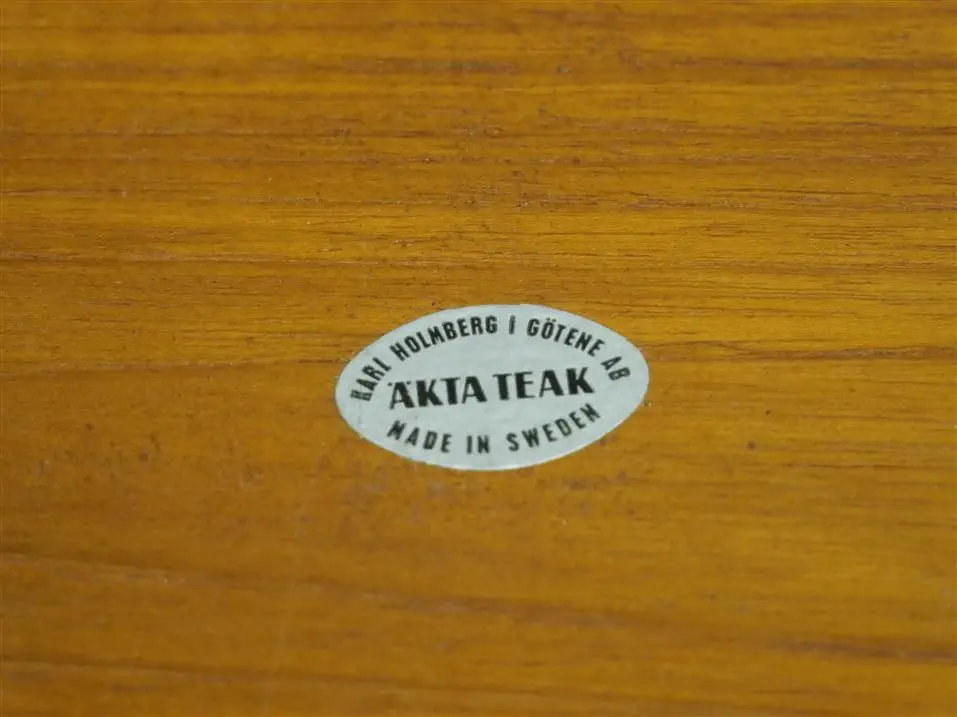 KARL HOLMBERG I GÖTENE AB
ÄKTA TEAK
MADE IN SWEDEN